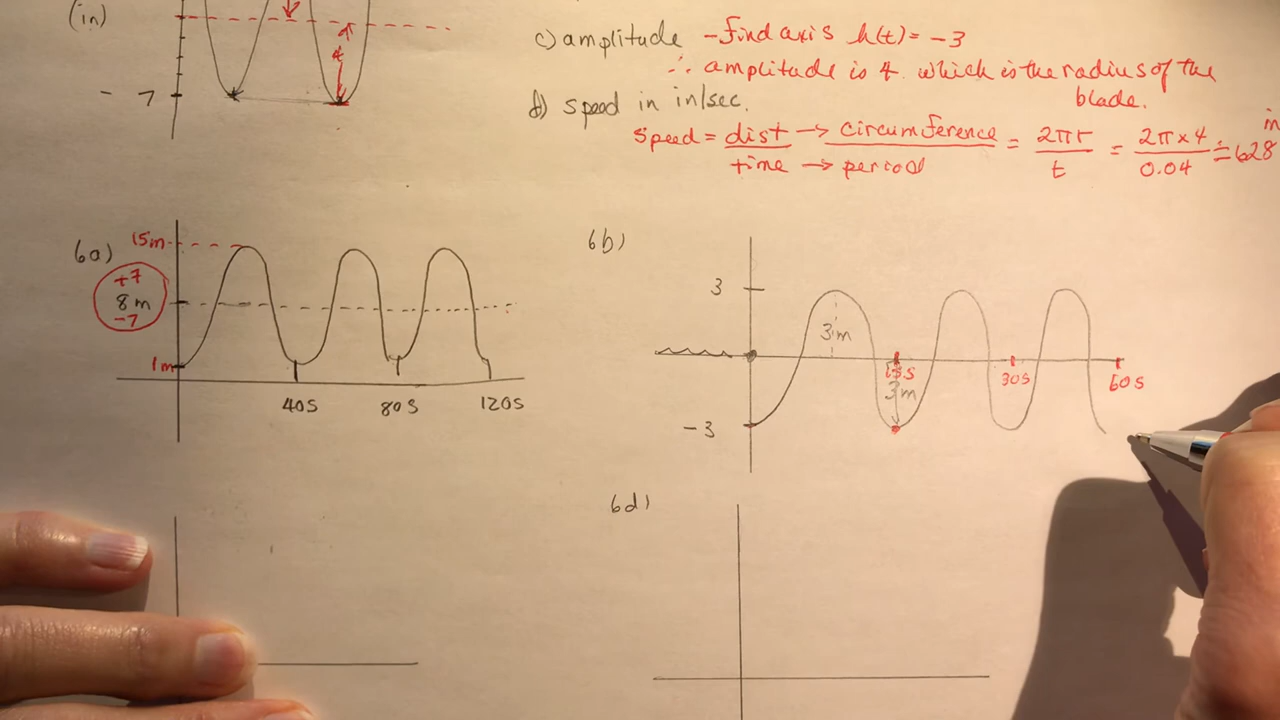 (in)
- 7
c) amplitude - find axis h(t) = -3
∴ amplitude is 4. which is the radius of the
blade.
d) speed in in/sec.
speed = dist/time → circumference/period = 2πr/t = 2π×4/0.04 ≐ 628 in
4
6a)
15m
+7
8m
-7
1m
40s 80s 120s
6b)
3
3m
3m
30s
60s
-3
6d)